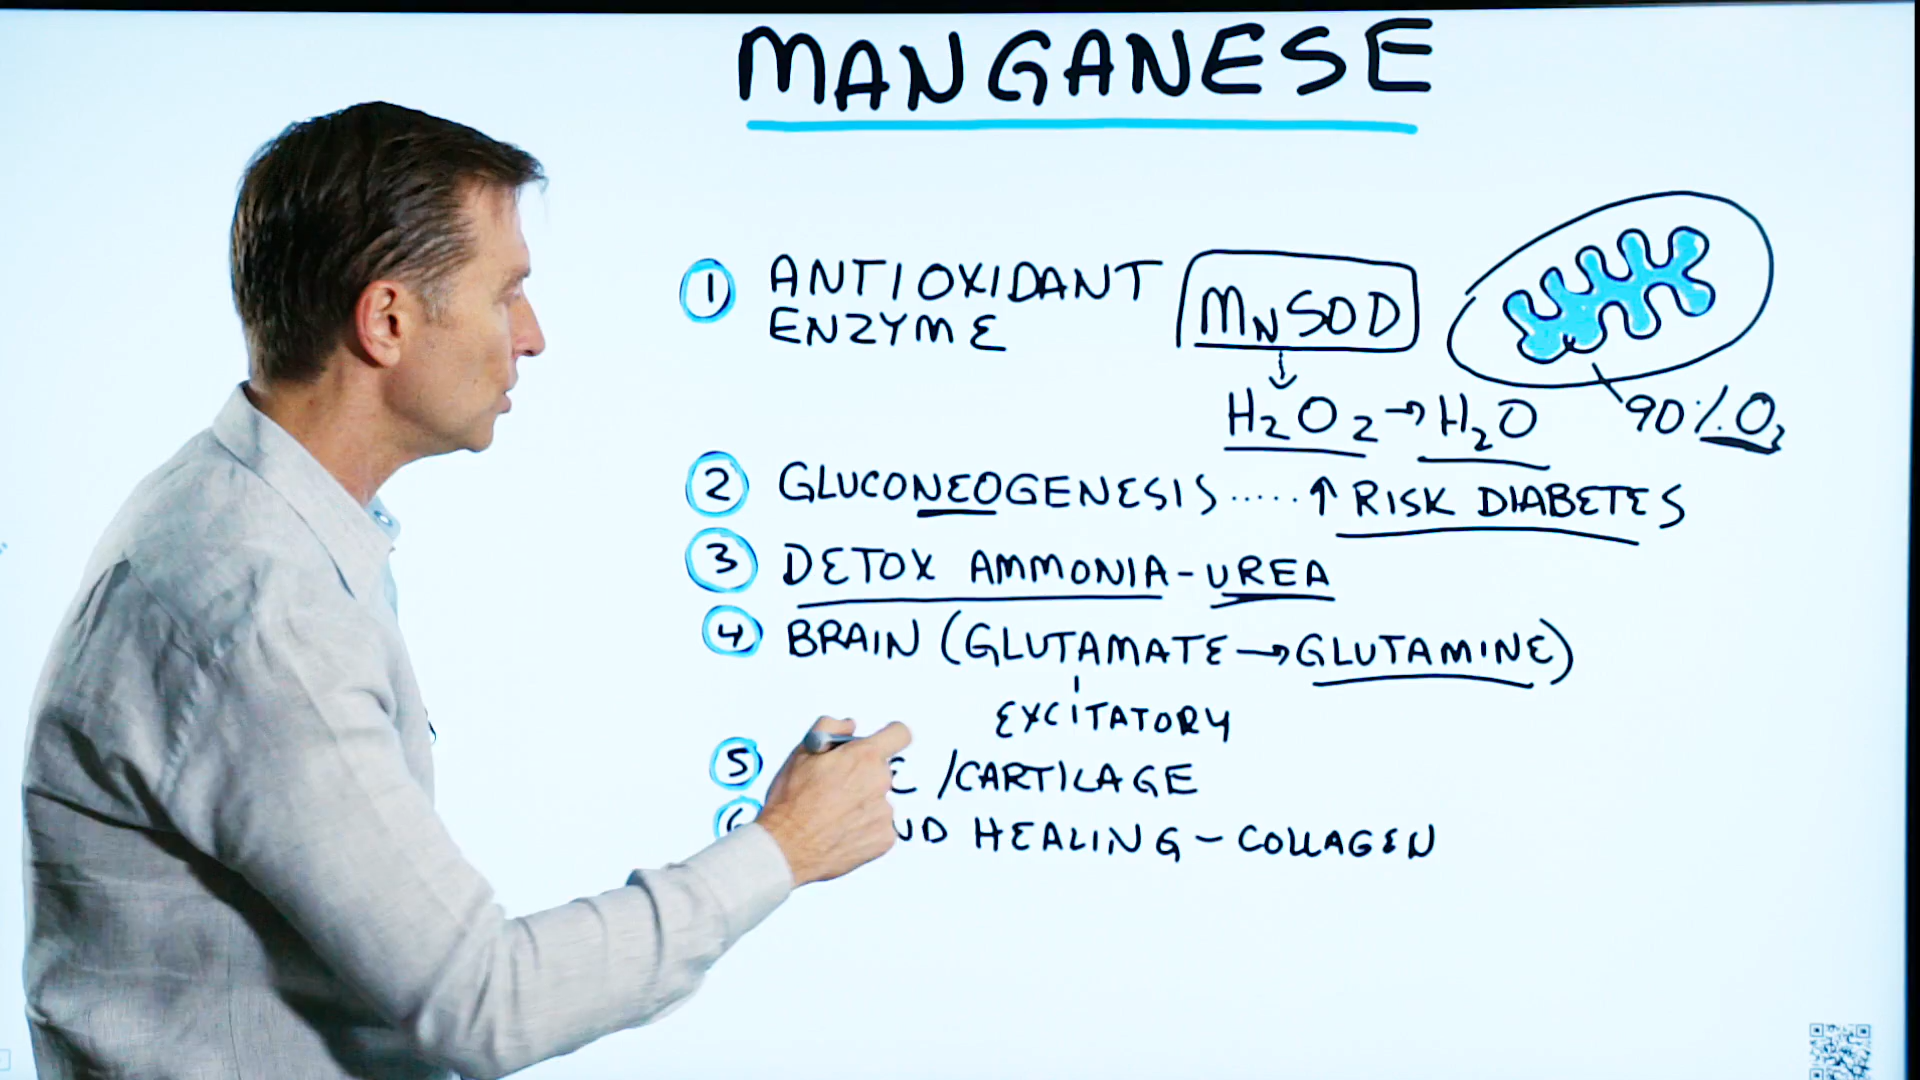 MANGANESE
1 ANTIOXIDANT
ENZYME
MNSOD
H2O2 → H2O
90% O2
2 GLUCONEOGENESIS ..... ↑ RISK DIABETES
3 DETOX AMMONIA - UREA
4 BRAIN (GLUTAMATE → GLUTAMINE)
EXCITATORY
5 /CARTILAGE
HEALING - COLLAGEN